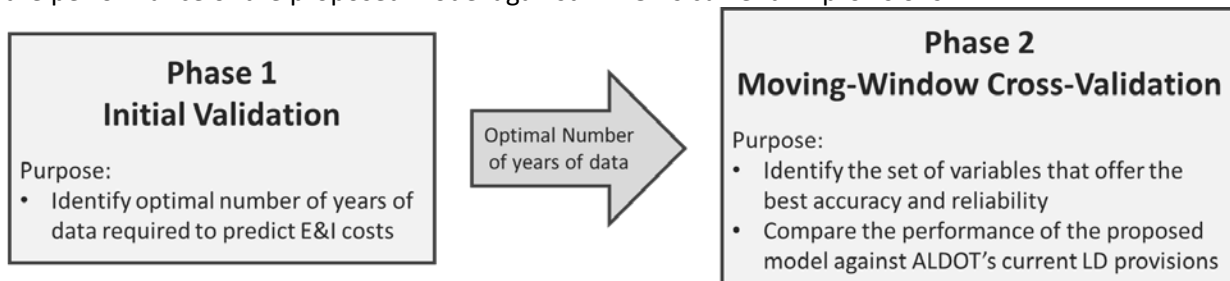 Phase 1
Initial Validation
Purpose:
• Identify optimal number of years of
data required to predict E&I costs
Optimal Number
of years of data
Phase 2
Moving-Window Cross-Validation
Purpose:
• Identify the set of variables that offer the
best accuracy and reliability
• Compare the performance of the proposed
model against ALDOT's current LD provisions